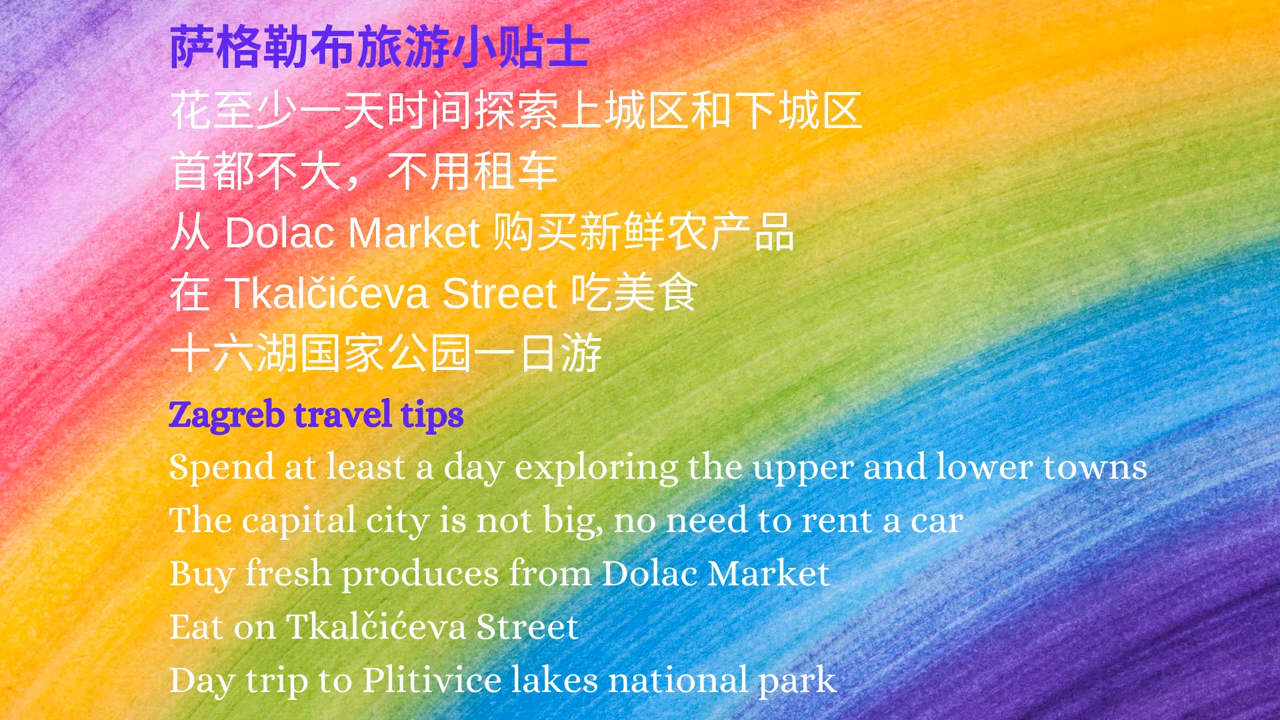 萨格勒布旅游小贴士
花至少一天时间探索上城区和下城区
首都不大，不用租车
从 Dolac Market 购买新鲜农产品
在 Tkalčićeva Street 吃美食
十六湖国家公园一日游
Zagreb travel tips
Spend at least a day exploring the upper and lower towns
The capital city is not big, no need to rent a car
Buy fresh produces from Dolac Market
Eat on Tkalčićeva Street
Day trip to Plitivice lakes national park